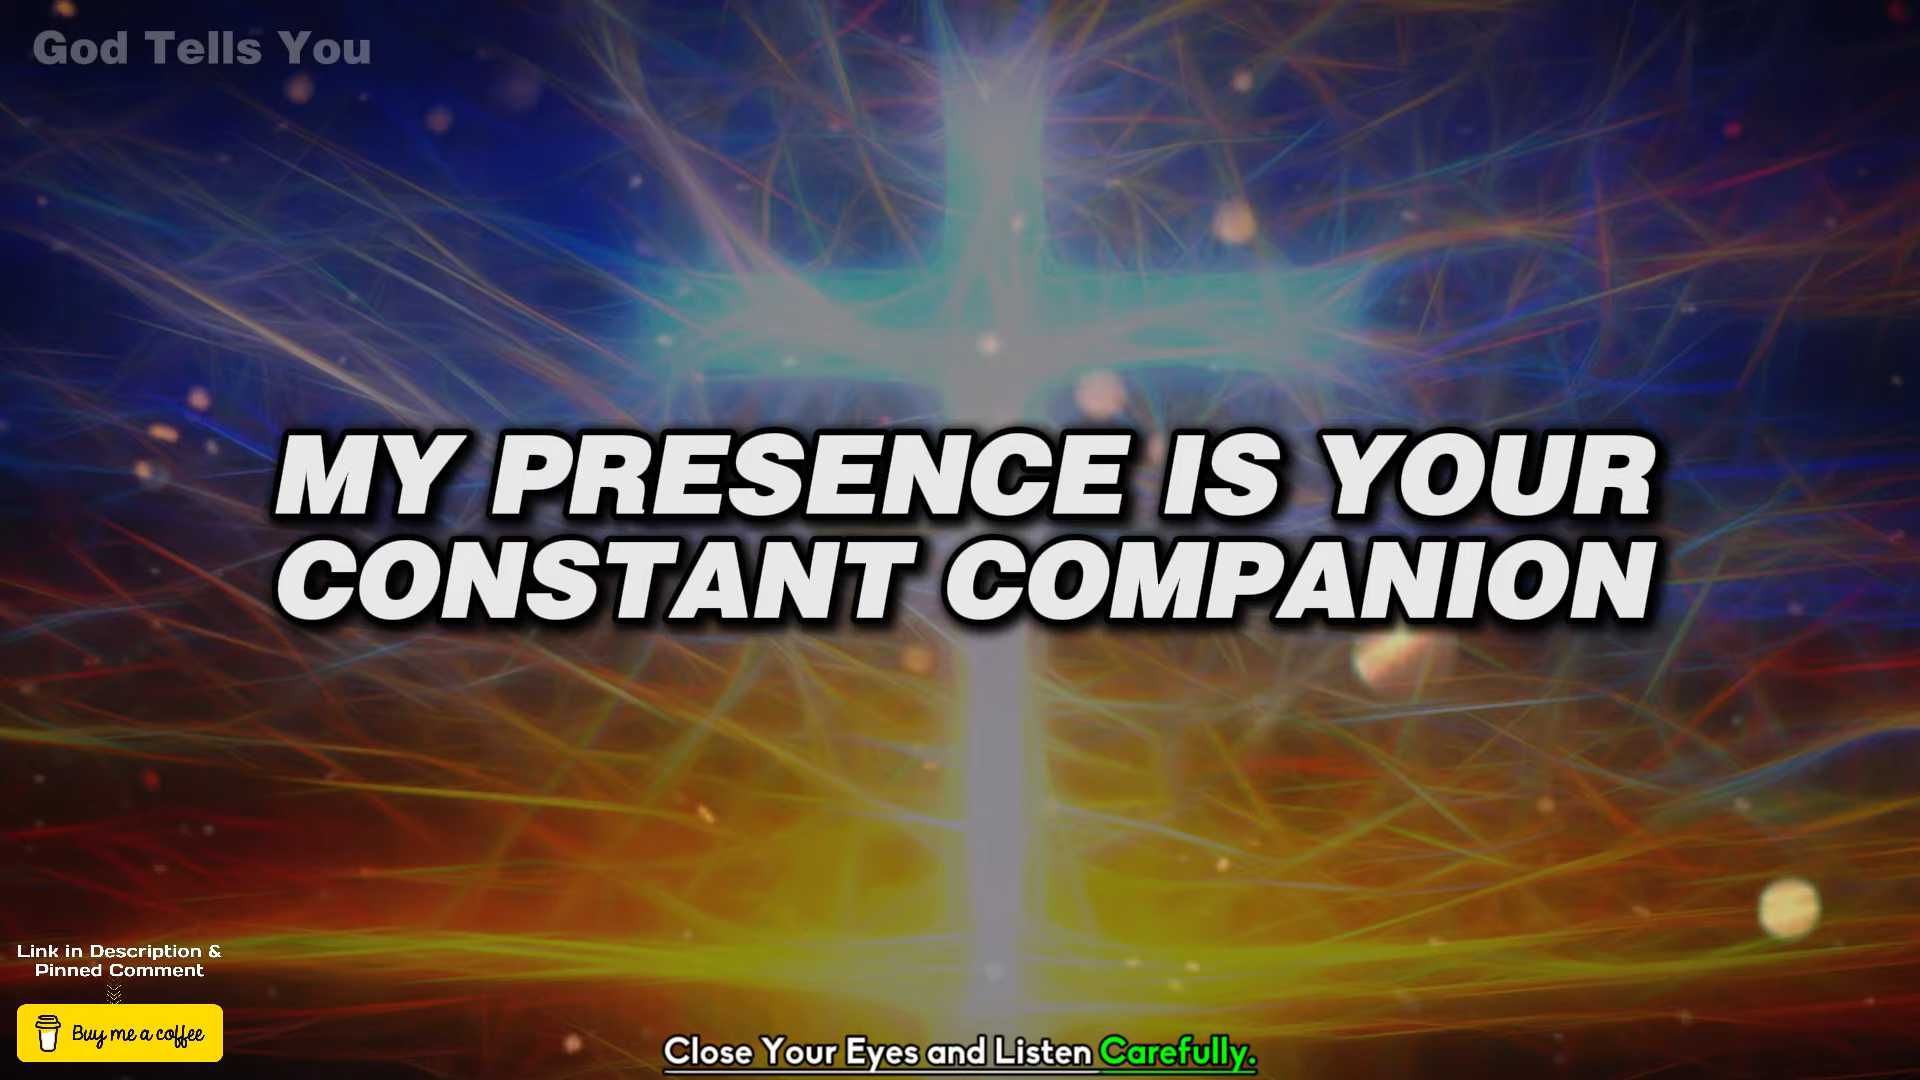 God Tells You
MY PRESENCE IS YOUR
CONSTANT COMPANION
Link in Description &
Pinned Comment
Buy me a coffee
Close Your Eyes and Listen Carefully.